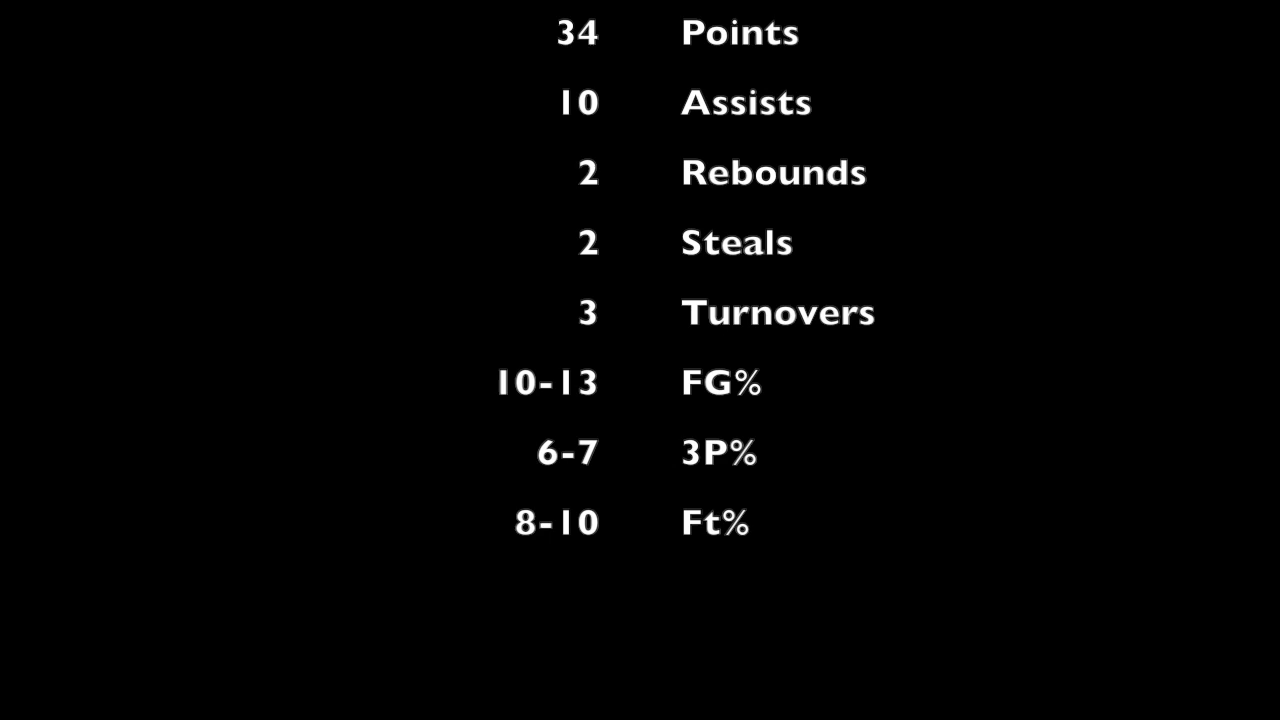 34 Points
10 Assists
2 Rebounds
2 Steals
3 Turnovers
10-13 FG%
6-7 3P%
8-10 Ft%